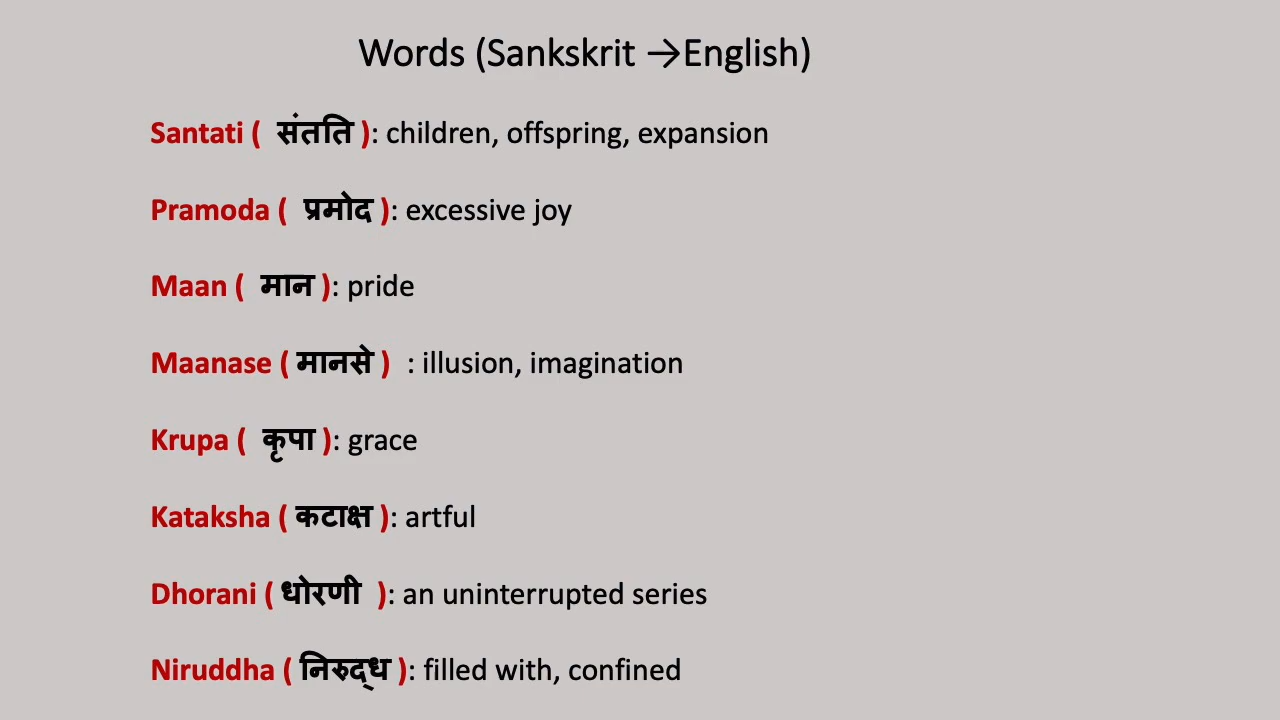 Words (Sankskrit →English)
Santati ( संतति ): children, offspring, expansion
Pramoda ( प्रमोद ): excessive joy
Maan ( मान ): pride
Maanase ( मानसे ) : illusion, imagination
Krupa ( कृपा ): grace
Kataksha ( कटाक्ष ): artful
Dhorani ( धोरणी ): an uninterrupted series
Niruddha ( निरुद्ध ): filled with, confined